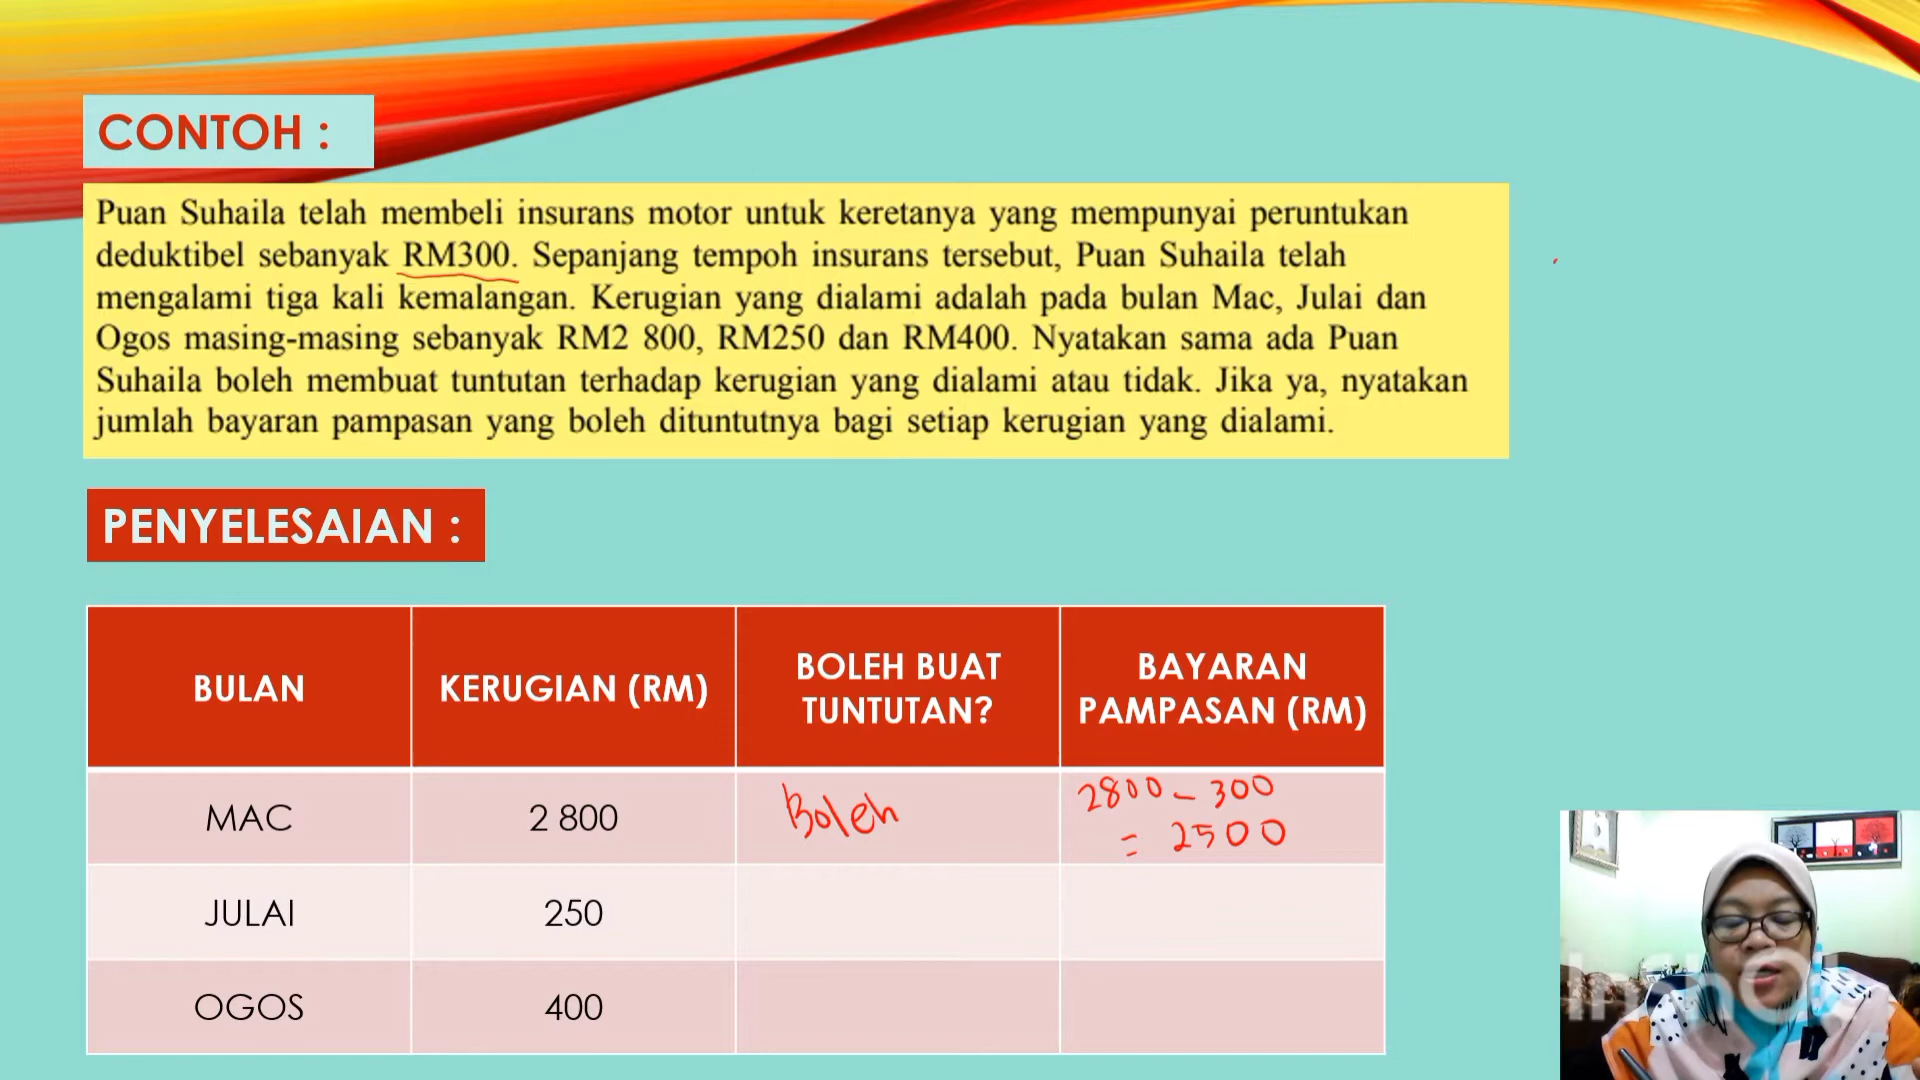 CONTOH :
Puan Suhaila telah membeli insurans motor untuk keretanya yang mempunyai peruntukan
deduktibel sebanyak RM300. Sepanjang tempoh insurans tersebut, Puan Suhaila telah
mengalami tiga kali kemalangan. Kerugian yang dialami adalah pada bulan Mac, Julai dan
Ogos masing-masing sebanyak RM2 800, RM250 dan RM400. Nyatakan sama ada Puan
Suhaila boleh membuat tuntutan terhadap kerugian yang dialami atau tidak. Jika ya, nyatakan
jumlah bayaran pampasan yang boleh dituntutnya bagi setiap kerugian yang dialami.
PENYELESAIAN :
BULAN
KERUGIAN (RM)
BOLEH BUAT
TUNTUTAN?
BAYARAN
PAMPASAN (RM)
MAC
2 800
Boleh
2800 - 300
= 2500
JULAI
250
OGOS
400